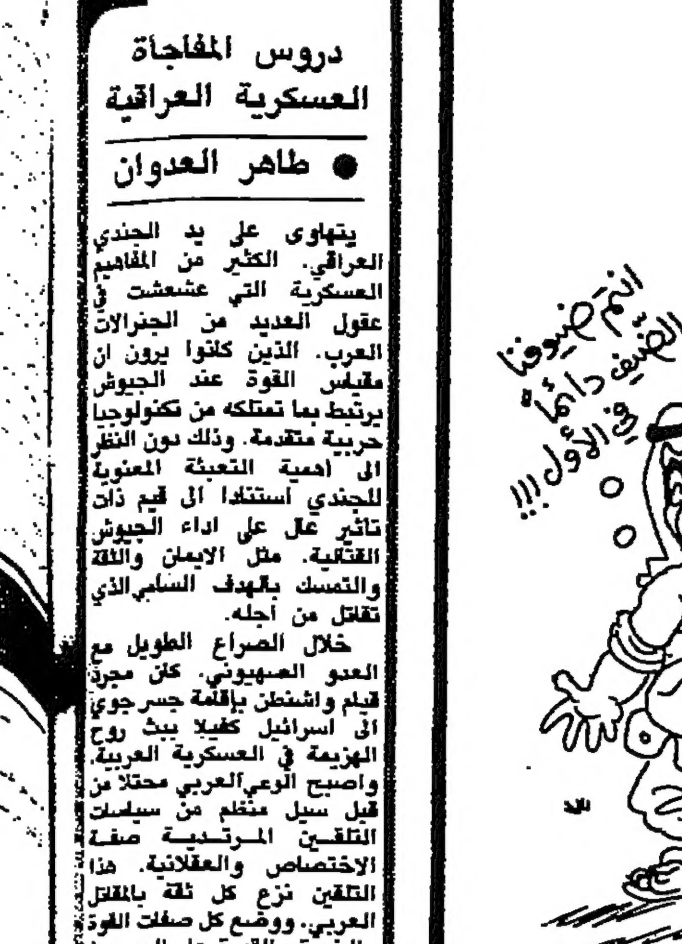 دروس المفاجأة
العسكرية العراقية
● طاهر العدوان
يتهاوى على يد الجندي
العراقي. الكثير من المفاهيم
العسكرية التي عشعشت في
عقول العديد من الجنرالات
العرب. الذين كانوا يرون ان
مقياس القوة عند الجيوش
يرتبط بما تمتلكه من تكنولوجيا
حربية متقدمة. وذلك دون النظر
الى اهمية التعبئة المعنوية
للجندي استنادا الى قيم ذات
تاثير عال على اداء الجيوش
القتالية. مثل الايمان والثقة
والتمسك بالهدف السامي الذي
تقاتل من أجله.
خلال الصراع الطويل مع
العدو الصهيوني. كان مجرد
قيام واشنطن بإقامة جسر جوي
الى اسرائيل كفيلا ببث روح
الهزيمة في العسكرية العربية.
واصبح الوعي العربي محتلا من
قبل سيل منظم من سياسات
التلقين المرتدية صفة
الاختصاص والعقلانية. هذا
التلقين نزع كل ثقة بالمقاتل
العربي. ووضع كل صفات القوة
انتم ضيوفنا
الضيف دائماً
في الأول !!!